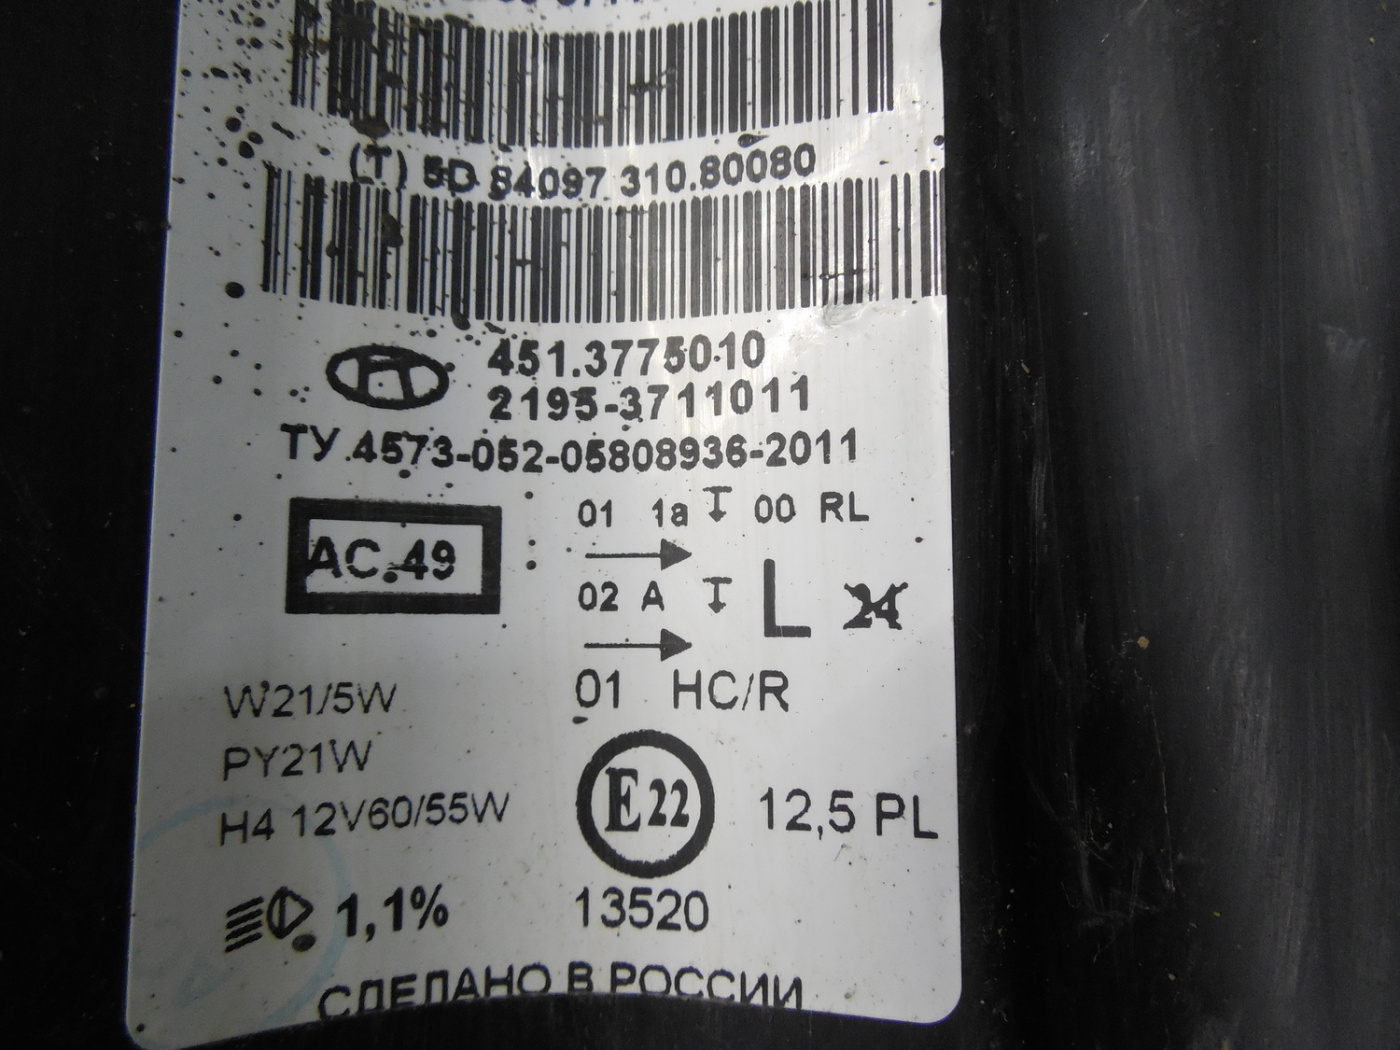 (T) 5D 84097 310.80080
451.3775010
2195-3711011
ТУ 4573-052-05808936-2011
AC.49
01 1a 00 RL
02 A
L 24
01 HC/R
W21/5W
PY21W
H4 12V60/55W
E22
12,5 PL
1,1%
13520
СДЕЛАНО В РОССИИ